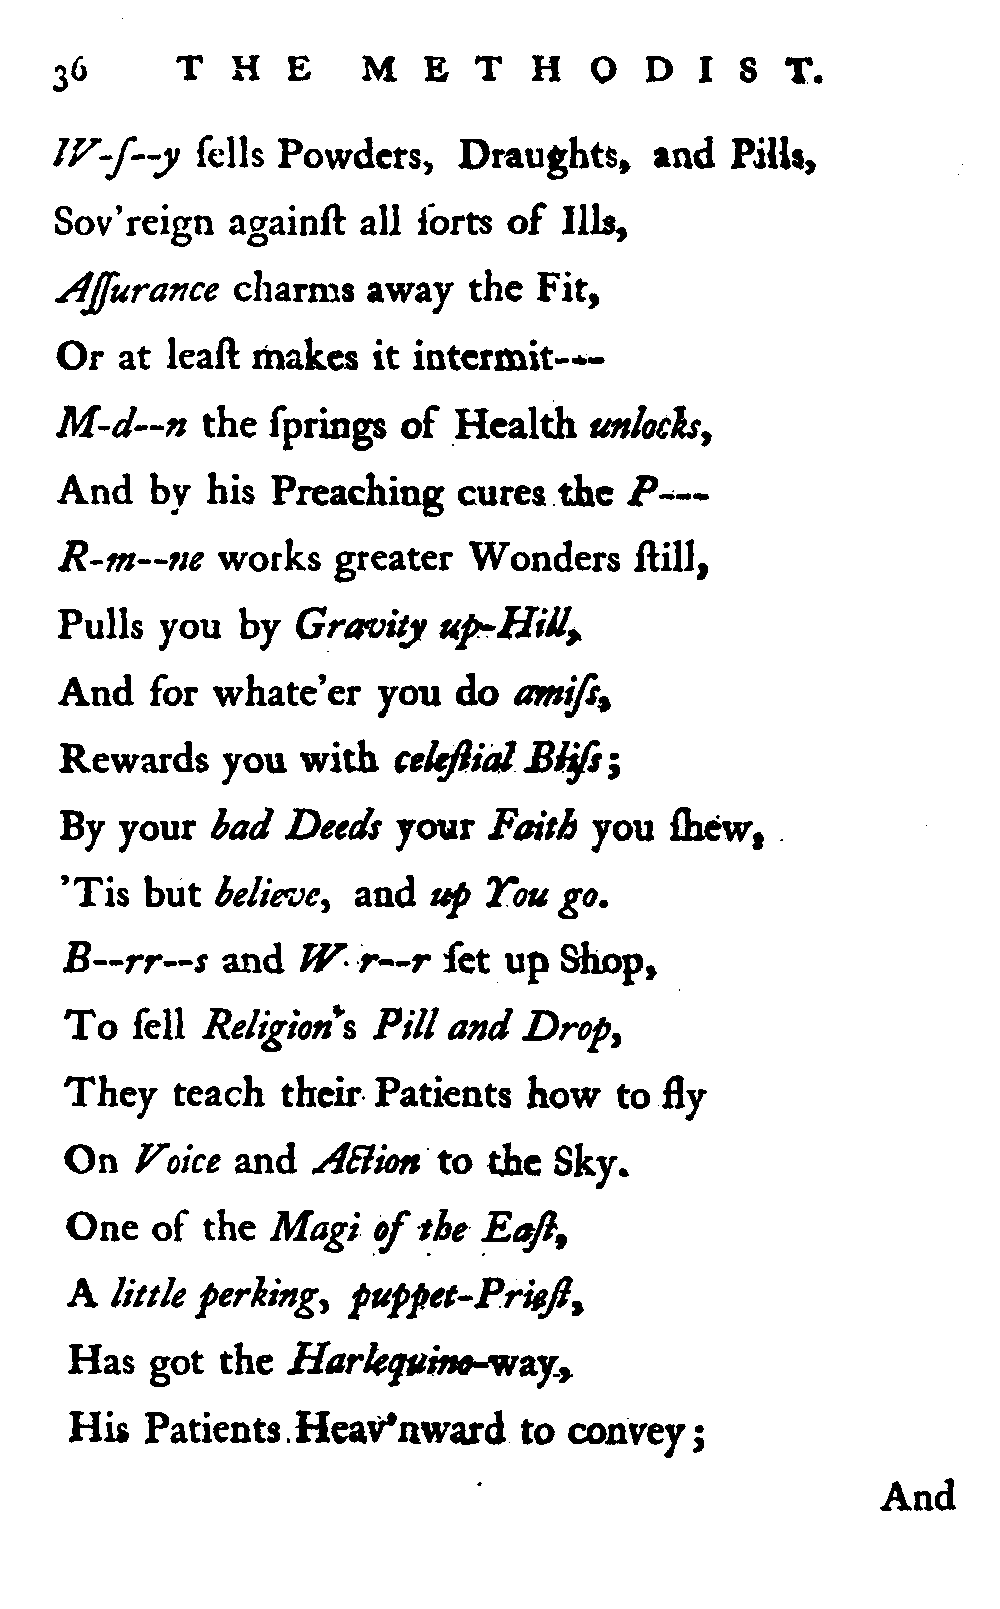 36 THE METHODIST.
W-ſ--y ſells Powders, Draughts, and Pills,
Sov'reign againſt all ſorts of Ills,
Aſſurance charms away the Fit,
Or at leaſt makes it intermit---
M-d--n the ſprings of Health unlocks,
And by his Preaching cures the P---
R-m--ne works greater Wonders ſtill,
Pulls you by Gravity up-Hill,
And for whate'er you do amiſs,
Rewards you with celeſtial Bliſs;
By your bad Deeds your Faith you ſhew,
'Tis but believe, and up You go.
B--rr--s and W-r--r ſet up Shop,
To ſell Religion's Pill and Drop,
They teach their Patients how to fly
On Voice and Action to the Sky.
One of the Magi of the Eaſt,
A little perking, puppet-Prieſt,
Has got the Harlequino-way,
His Patients Heav'nward to convey;
And